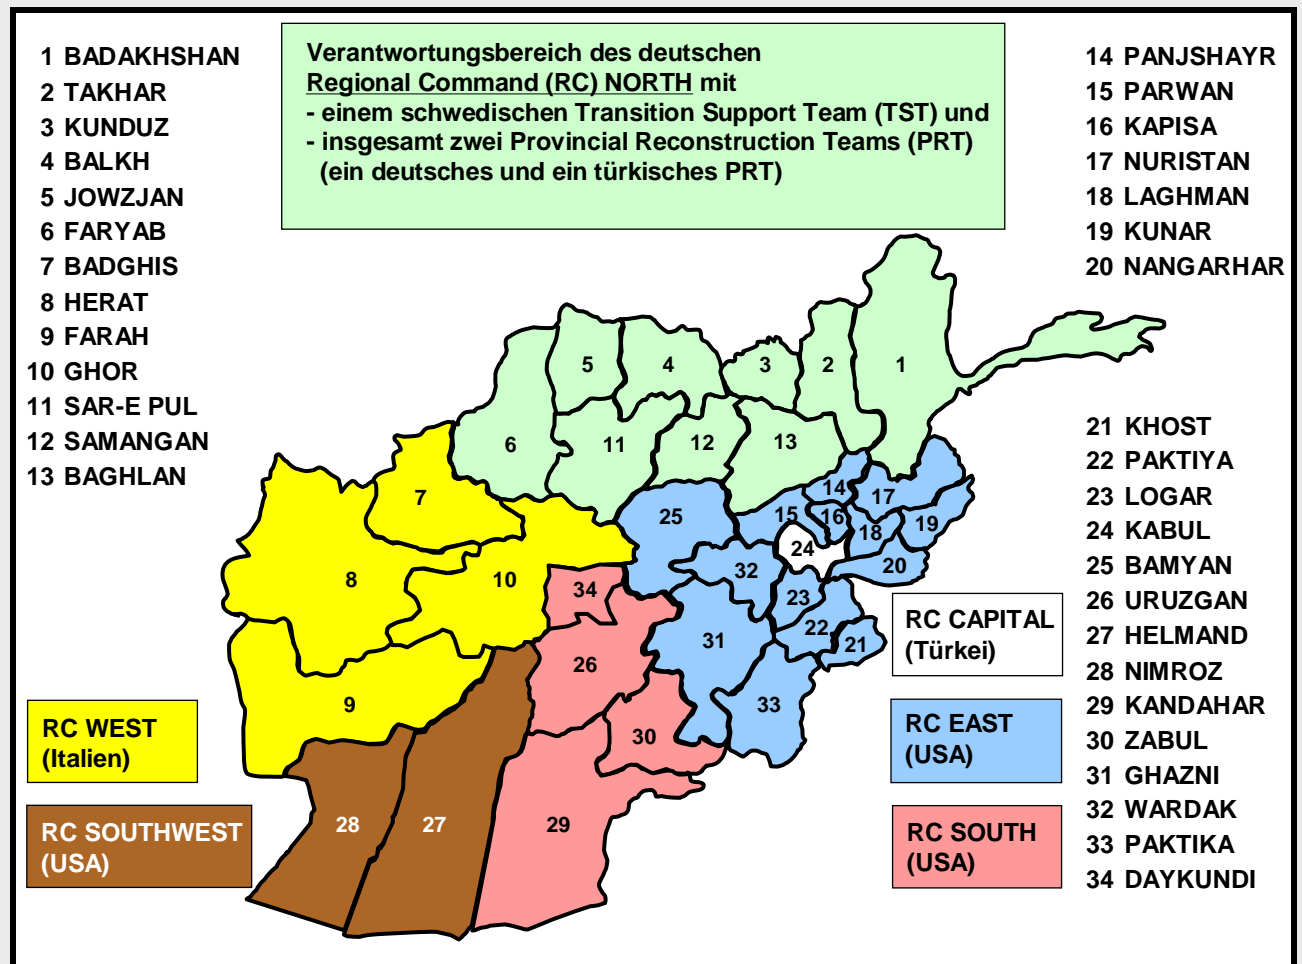 1 BADAKHSHAN
2 TAKHAR
3 KUNDUZ
4 BALKH
5 JOWZJAN
6 FARYAB
7 BADGHIS
8 HERAT
9 FARAH
10 GHOR
11 SAR-E PUL
12 SAMANGAN
13 BAGHLAN
Verantwortungsbereich des deutschen
Regional Command (RC) NORTH mit
- einem schwedischen Transition Support Team (TST) und
- insgesamt zwei Provincial Reconstruction Teams (PRT)
(ein deutsches und ein türkisches PRT)
14 PANJSHAYR
15 PARWAN
16 KAPISA
17 NURISTAN
18 LAGHMAN
19 KUNAR
20 NANGARHAR
21 KHOST
22 PAKTIYA
23 LOGAR
24 KABUL
25 BAMYAN
26 URUZGAN
27 HELMAND
28 NIMROZ
29 KANDAHAR
30 ZABUL
31 GHAZNI
32 WARDAK
33 PAKTIKA
34 DAYKUNDI
5
4
3
2
1
6
11
12
13
7
14
17
25
15
16
19
18
24
20
8
10
32
34
23
22
21
31
26
9
33
30
28
27
29
RC CAPITAL
(Türkei)
RC WEST
(Italien)
RC EAST
(USA)
RC SOUTHWEST
(USA)
RC SOUTH
(USA)